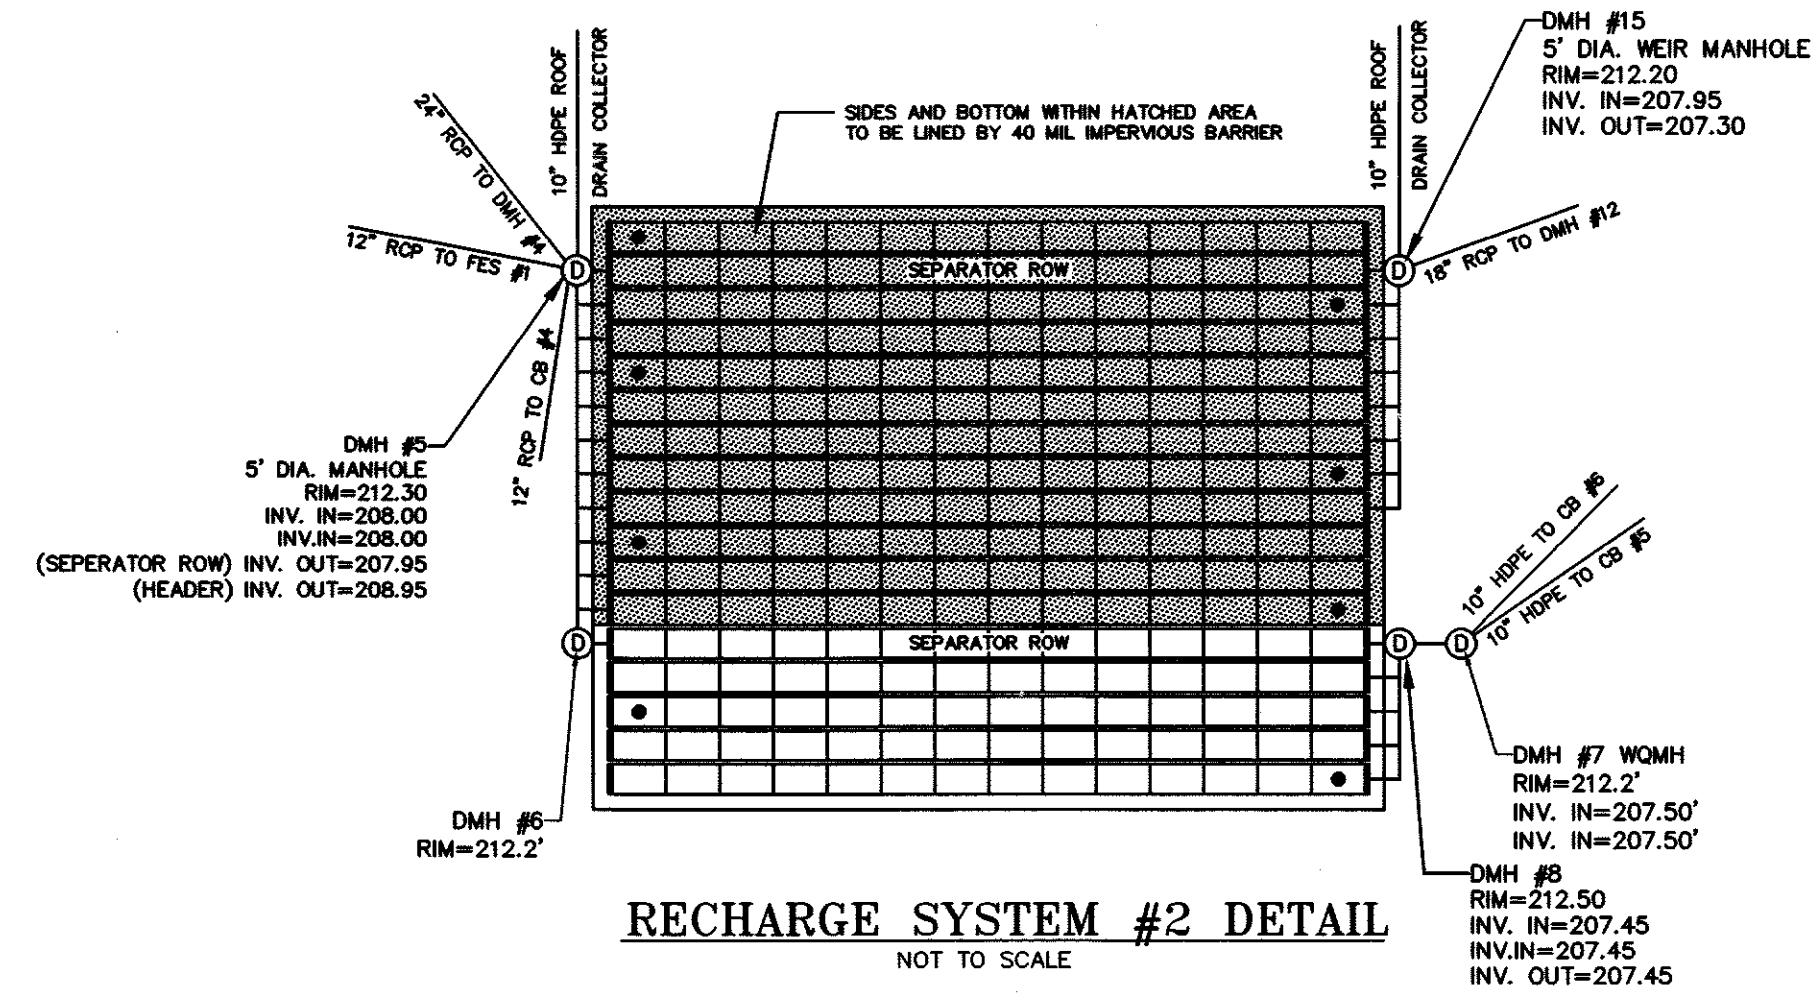 10" HDPE ROOF
DRAIN COLLECTOR
10" HDPE ROOF
DRAIN COLLECTOR
DMH #15
5' DIA. WEIR MANHOLE
RIM=212.20
INV. IN=207.95
INV. OUT=207.30
SIDES AND BOTTOM WITHIN HATCHED AREA
TO BE LINED BY 40 MIL IMPERVIOUS BARRIER
24" RCP TO DMH #4
12" RCP TO FES #1
12" RCP TO CB #4
18" RCP TO DMH #12
D
SEPARATOR ROW
D
DMH #5
5' DIA. MANHOLE
RIM=212.30
INV. IN=208.00
INV.IN=208.00
(SEPERATOR ROW) INV. OUT=207.95
(HEADER) INV. OUT=208.95
10" HDPE TO CB #6
10" HDPE TO CB #5
D
SEPARATOR ROW
D
D
DMH #6
RIM=212.2'
DMH #7 WQMH
RIM=212.2'
INV. IN=207.50'
INV. IN=207.50'
DMH #8
RIM=212.50
INV. IN=207.45
INV.IN=207.45
INV. OUT=207.45
RECHARGE SYSTEM #2 DETAIL
NOT TO SCALE